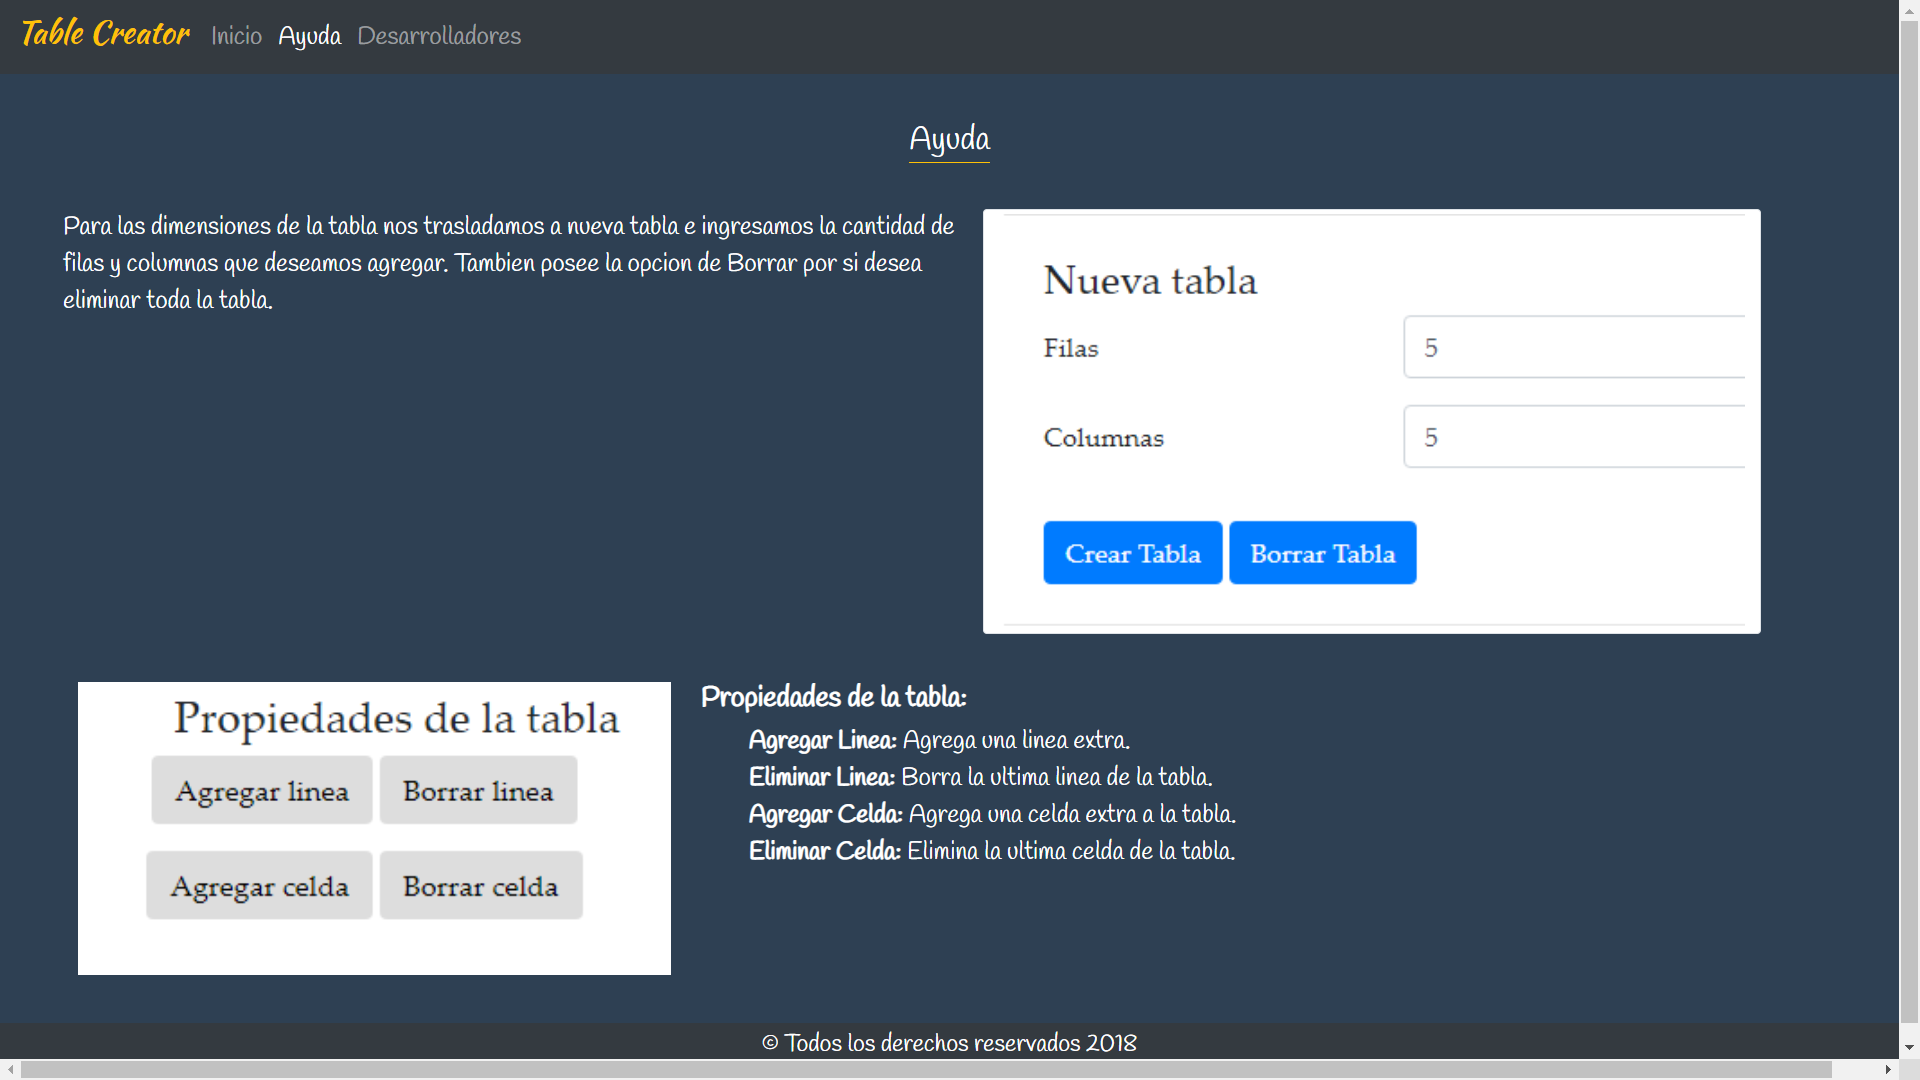 Table Creator Inicio Ayuda Desarrolladores
Ayuda
Para las dimensiones de la tabla nos trasladamos a nueva tabla e ingresamos la cantidad de
filas y columnas que deseamos agregar. Tambien posee la opcion de Borrar por si desea
eliminar toda la tabla.
Nueva tabla
Filas 5
Columnas 5
Crear Tabla Borrar Tabla
Propiedades de la tabla
Agregar linea Borrar linea
Agregar celda Borrar celda
Propiedades de la tabla:
Agregar Linea: Agrega una linea extra.
Eliminar Linea: Borra la ultima linea de la tabla.
Agregar Celda: Agrega una celda extra a la tabla.
Eliminar Celda: Elimina la ultima celda de la tabla.
© Todos los derechos reservados 2018